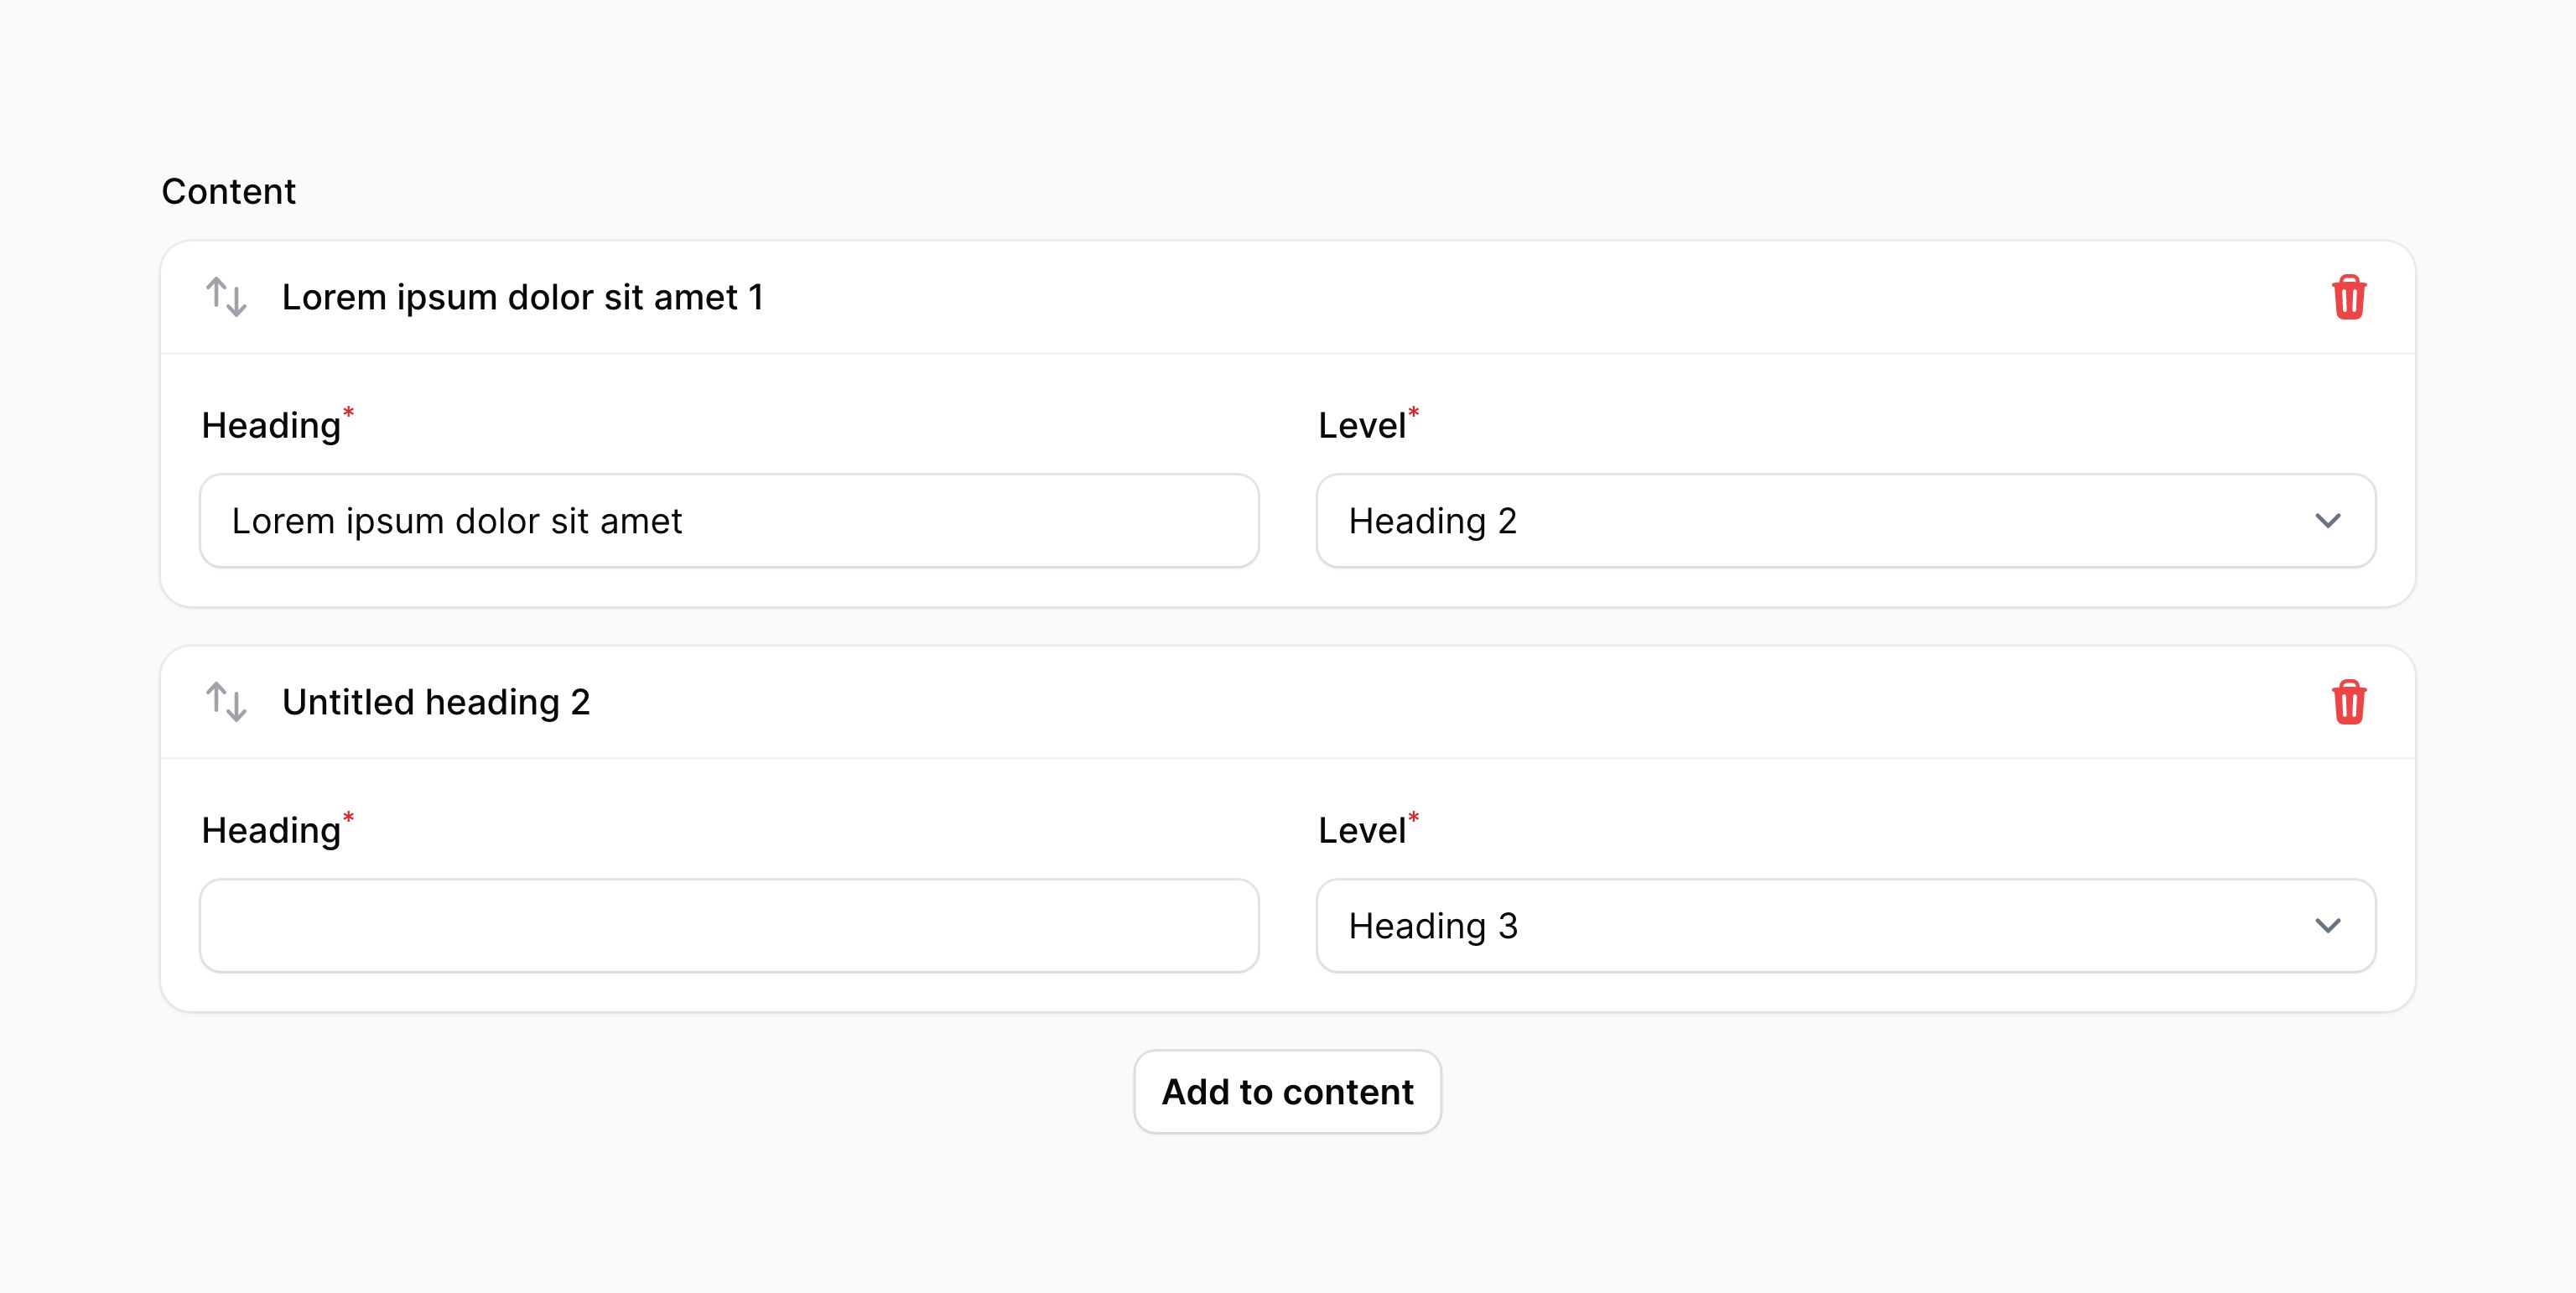 Content
Lorem ipsum dolor sit amet 1
Heading* Level*
Lorem ipsum dolor sit amet Heading 2
Untitled heading 2
Heading* Level*
Heading 3
Add to content